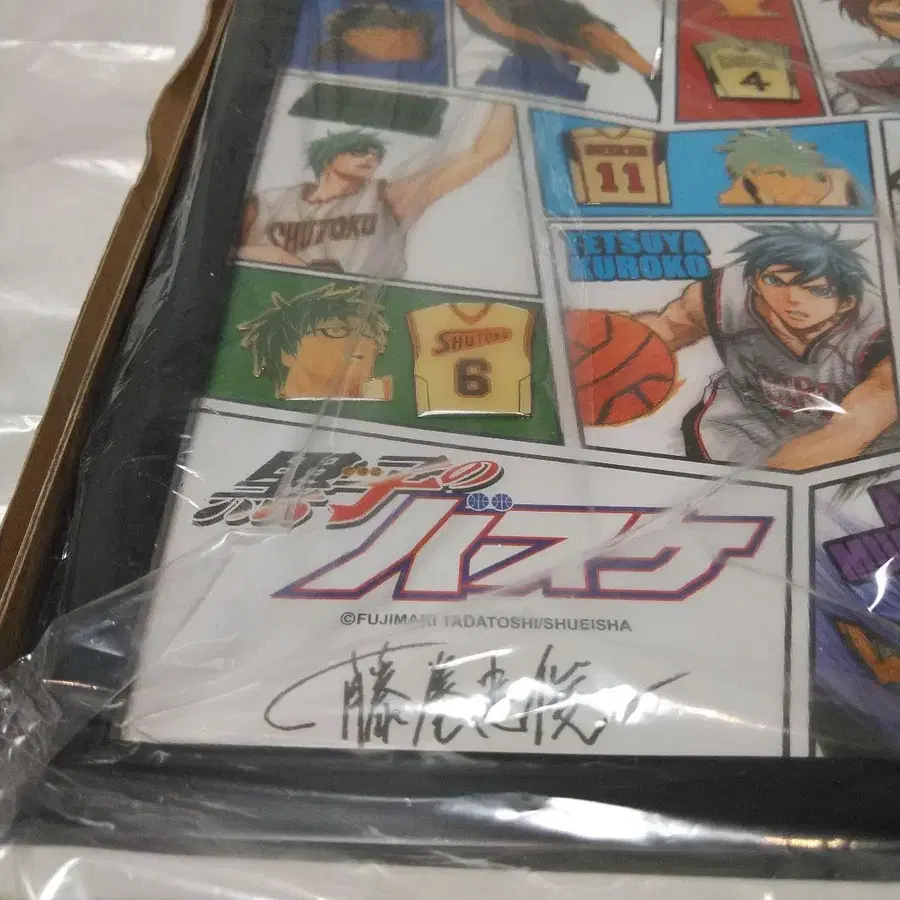 4
11
SHUTOKU
TETSUYA
KUROKO
SHUTOKU
6
黒子の
バスケ
©FUJIMAKI TADATOSHI/SHUEISHA
藤巻忠俊